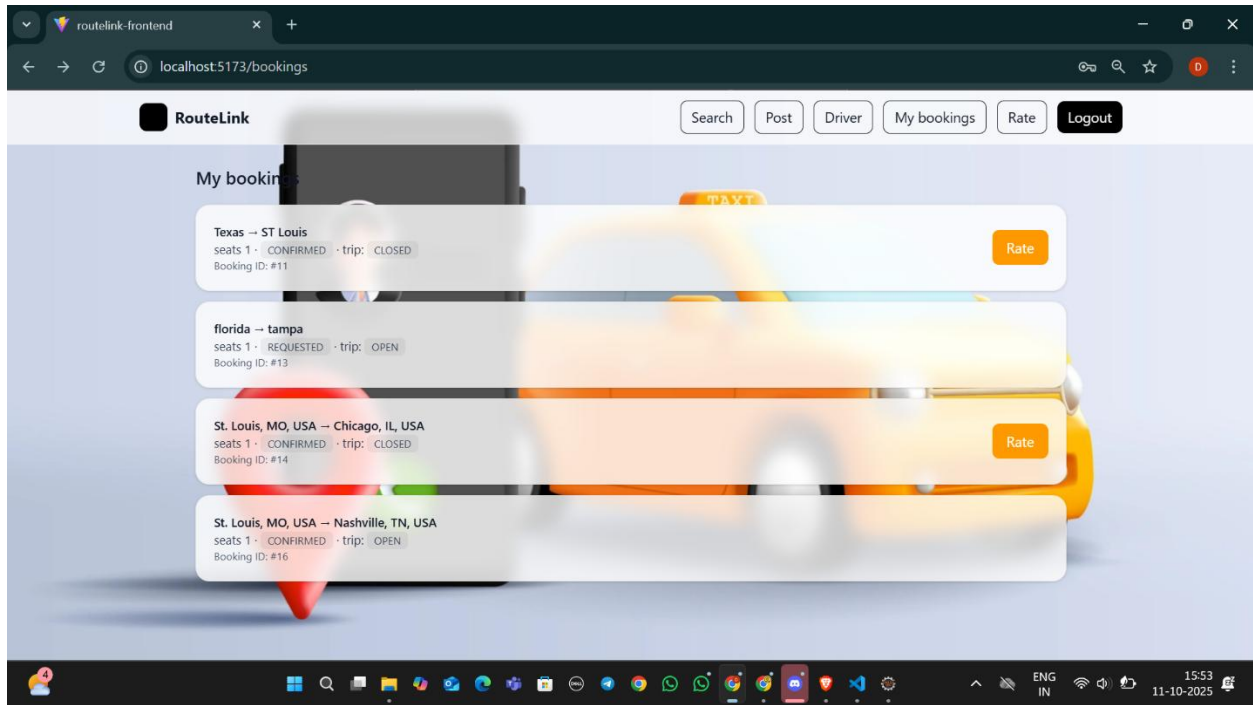 routelink-frontend
localhost:5173/bookings
D
RouteLink
Search
Post
Driver
My bookings
Rate
Logout
TAXI
My bookings
Texas → ST Louis
seats 1 · CONFIRMED · trip: CLOSED
Booking ID: #11
Rate
florida → tampa
seats 1 · REQUESTED · trip: OPEN
Booking ID: #13
St. Louis, MO, USA → Chicago, IL, USA
seats 1 · CONFIRMED · trip: CLOSED
Booking ID: #14
Rate
St. Louis, MO, USA → Nashville, TN, USA
seats 1 · CONFIRMED · trip: OPEN
Booking ID: #16
4
ENG
IN
15:53
11-10-2025